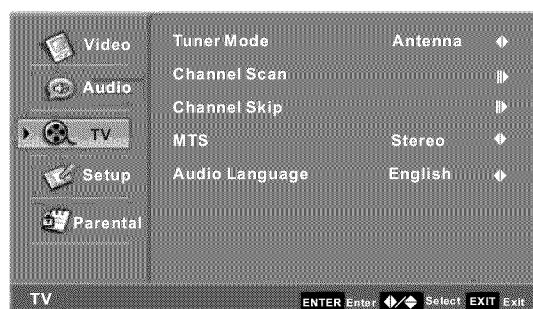 Video
Audio
TV
Setup
Parental
Tuner Mode Antenna
Channel Scan
Channel Skip
MTS Stereo
Audio Language English
TV
ENTER Enter Select EXIT Exit